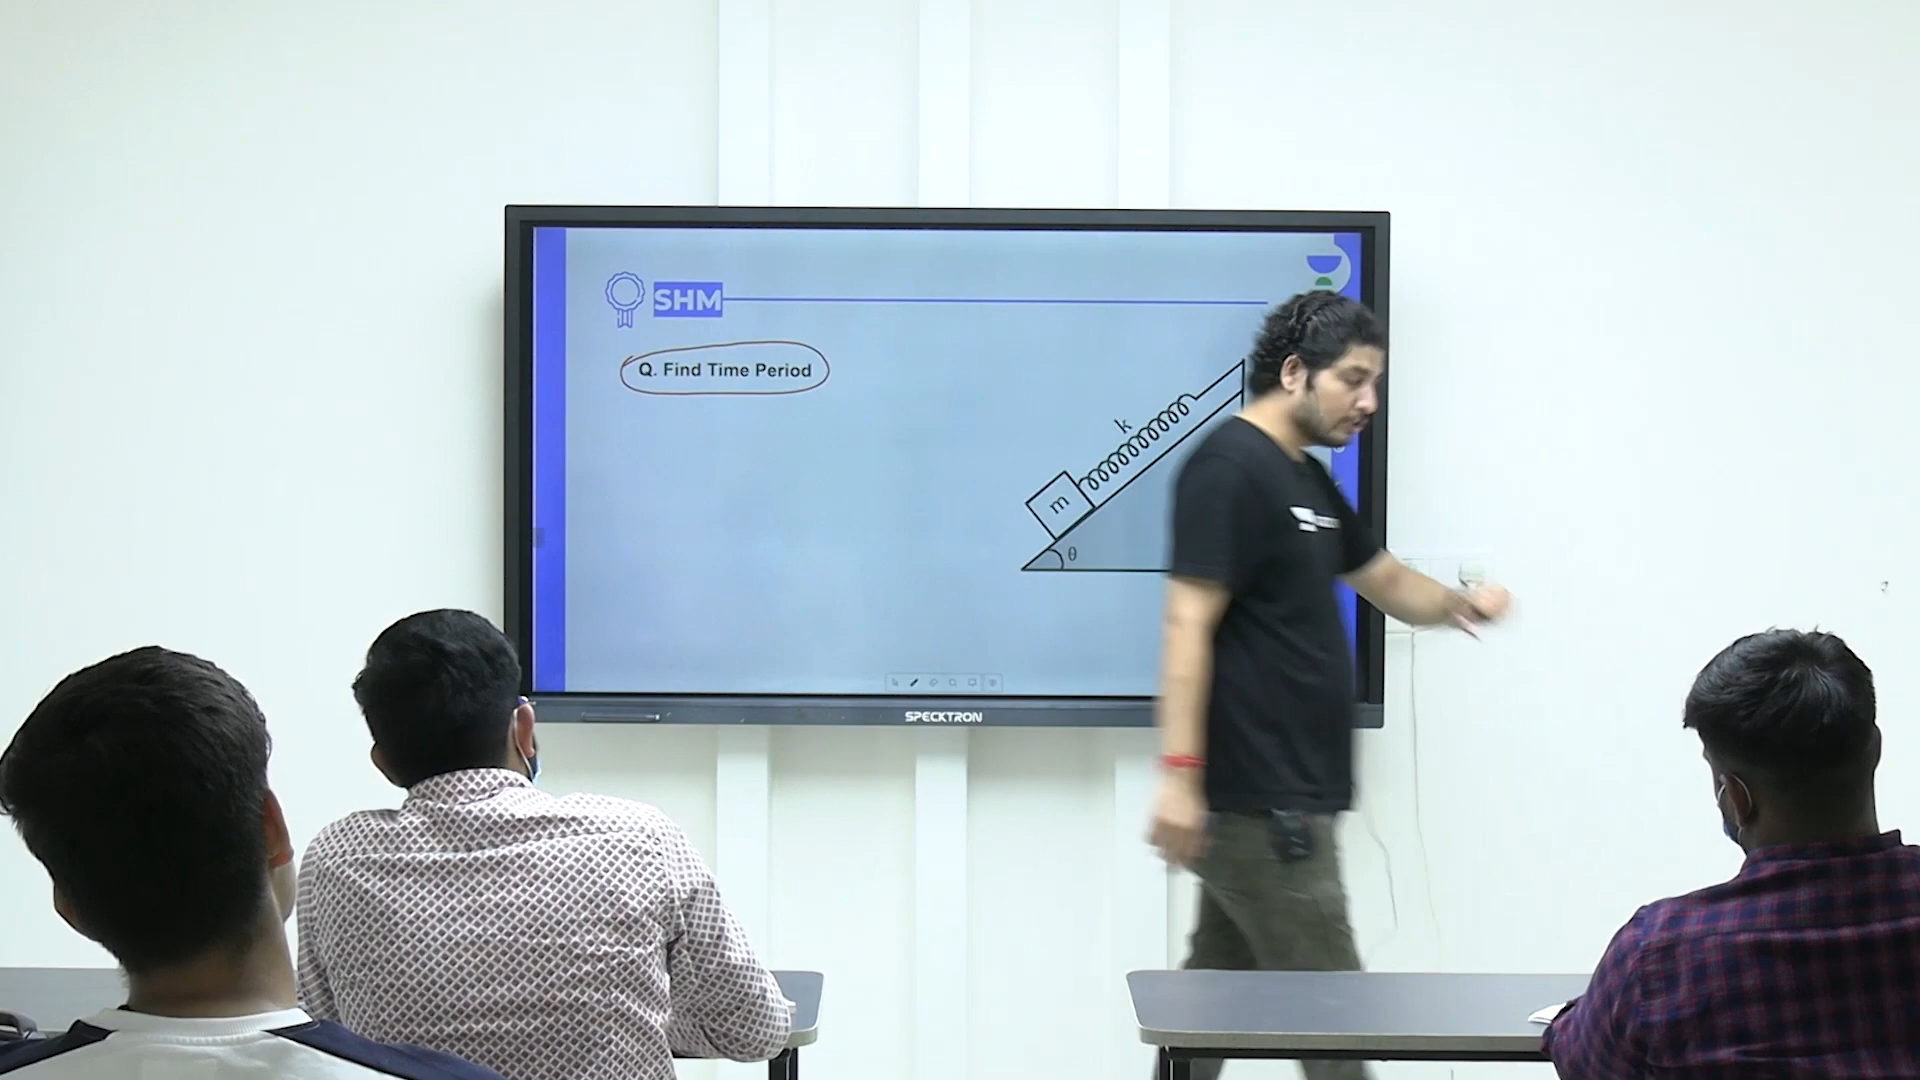 SHM
Q. Find Time Period
k
m
θ
SPECKTRON